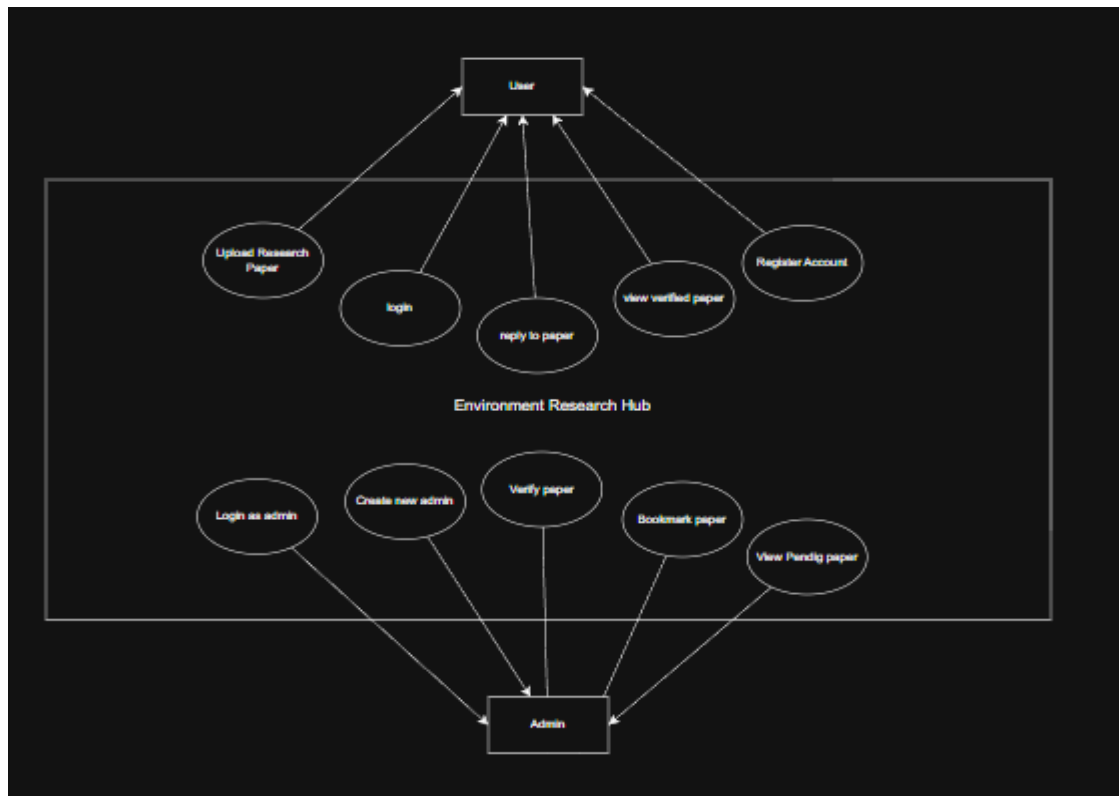 User
Upload Research
Paper
login
reply to paper
view verified paper
Register Account
Environment Research Hub
Login as admin
Create new admin
Verify paper
Bookmark paper
View Pendig paper
Admin